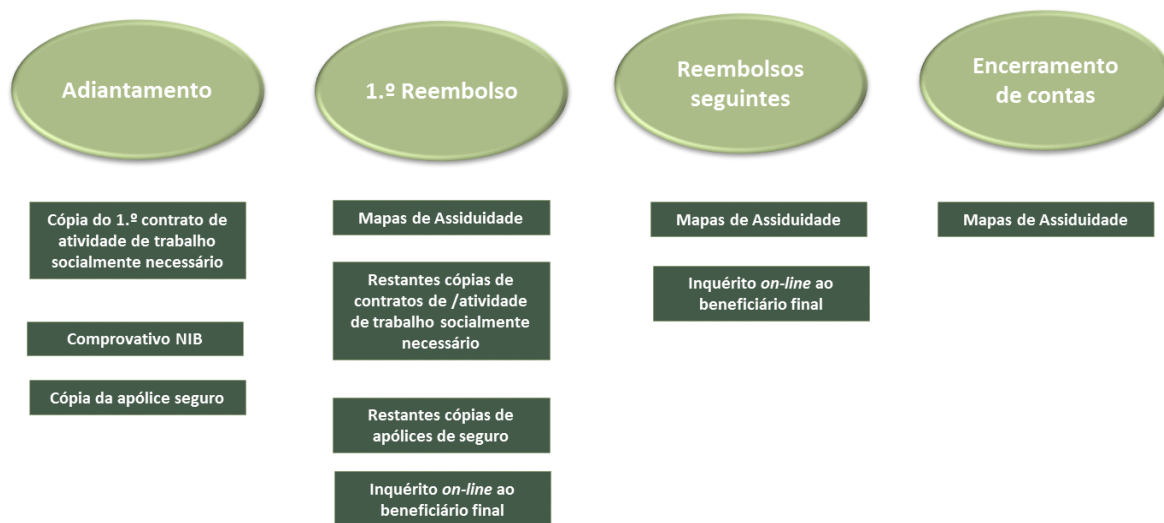 Adiantamento
Cópia do 1.º contrato de
atividade de trabalho
socialmente necessário
Comprovativo NIB
Cópia da apólice seguro
1.º Reembolso
Mapas de Assiduidade
Restantes cópias de
contratos de /atividade
de trabalho socialmente
necessário
Restantes cópias de
apólices de seguro
Inquérito on-line ao
beneficiário final
Reembolsos
seguintes
Mapas de Assiduidade
Inquérito on-line ao
beneficiário final
Encerramento
de contas
Mapas de Assiduidade